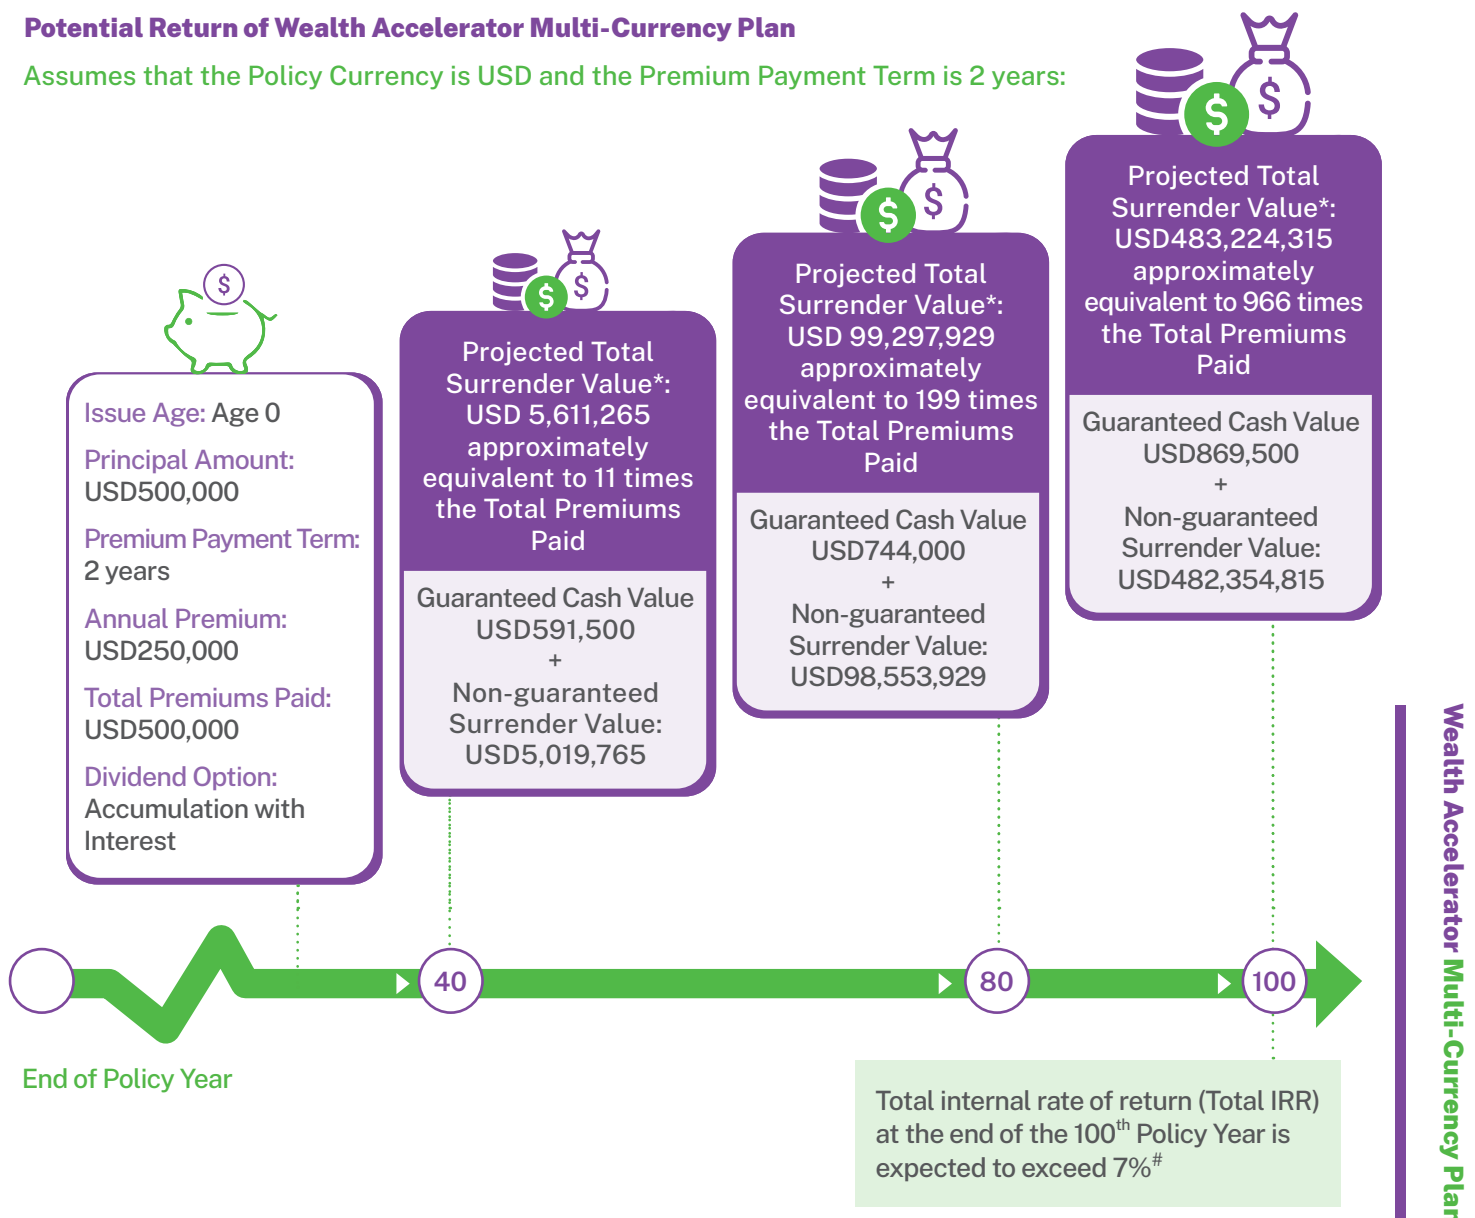 Potential Return of Wealth Accelerator Multi-Currency Plan
Assumes that the Policy Currency is USD and the Premium Payment Term is 2 years:
$
Issue Age: Age 0
Principal Amount:
USD500,000
Premium Payment Term:
2 years
Annual Premium:
USD250,000
Total Premiums Paid:
USD500,000
Dividend Option:
Accumulation with
Interest
$
$
Projected Total
Surrender Value*:
USD 5,611,265
approximately
equivalent to 11 times
the Total Premiums
Paid
Guaranteed Cash Value
USD591,500
+
Non-guaranteed
Surrender Value:
USD5,019,765
$
$
Projected Total
Surrender Value*:
USD 99,297,929
approximately
equivalent to 199 times
the Total Premiums
Paid
Guaranteed Cash Value
USD744,000
+
Non-guaranteed
Surrender Value:
USD98,553,929
$
$
Projected Total
Surrender Value*:
USD483,224,315
approximately
equivalent to 966 times
the Total Premiums
Paid
Guaranteed Cash Value
USD869,500
+
Non-guaranteed
Surrender Value:
USD482,354,815
40
80
100
End of Policy Year
Total internal rate of return (Total IRR)
at the end of the 100th Policy Year is
expected to exceed 7%#
Wealth Accelerator Multi-Currency Plan